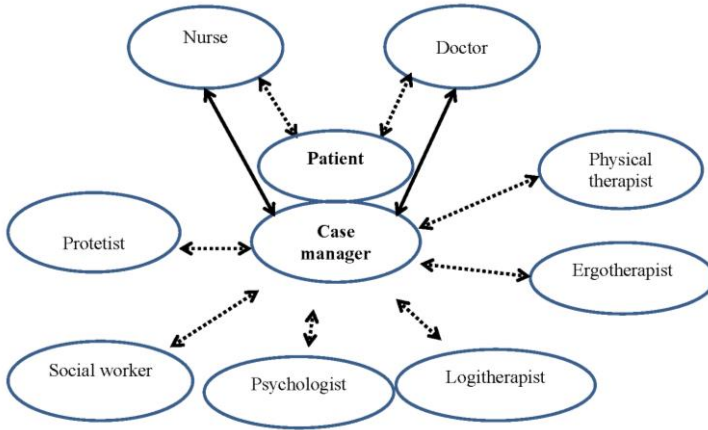 Nurse
Doctor
Patient
Physical
therapist
Case
manager
Protetist
Ergotherapist
Social worker
Psychologist
Logitherapist